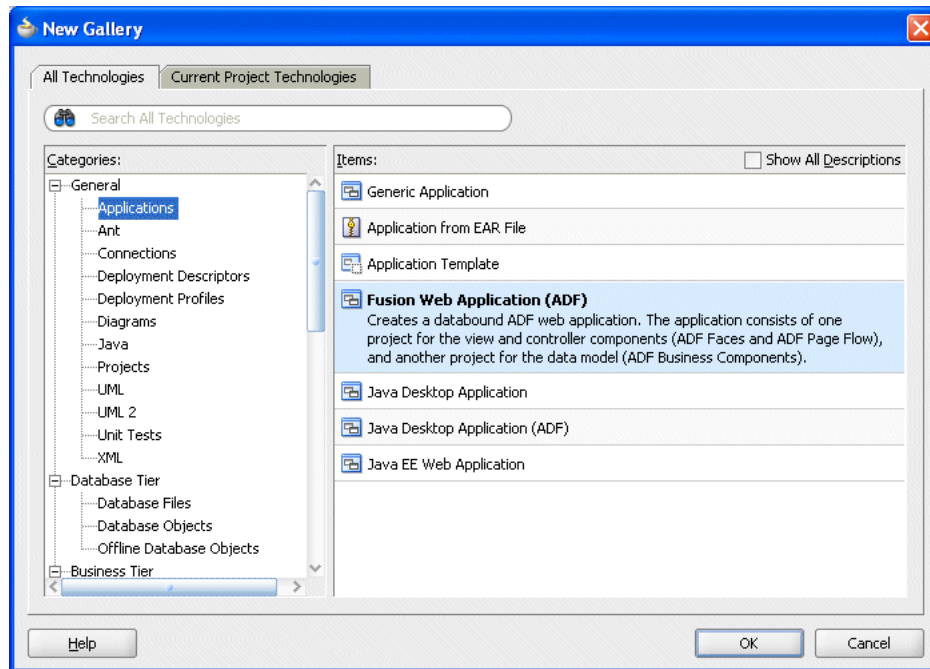 New Gallery
All Technologies
Current Project Technologies
Search All Technologies
Categories:
General
Applications
Ant
Connections
Deployment Descriptors
Deployment Profiles
Diagrams
Java
Projects
UML
UML 2
Unit Tests
XML
Database Tier
Database Files
Database Objects
Offline Database Objects
Business Tier
Items:
Show All Descriptions
Generic Application
Application from EAR File
Application Template
Fusion Web Application (ADF)
Creates a databound ADF web application. The application consists of one
project for the view and controller components (ADF Faces and ADF Page Flow),
and another project for the data model (ADF Business Components).
Java Desktop Application
Java Desktop Application (ADF)
Java EE Web Application
Help
OK
Cancel